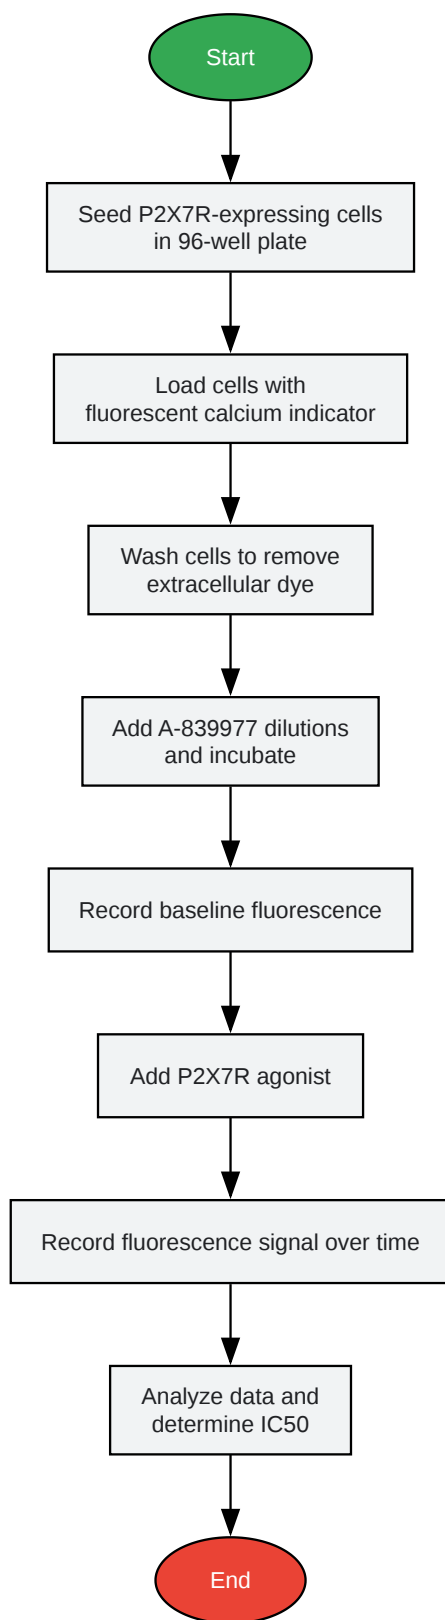 Start
Seed P2X7R-expressing cells
in 96-well plate
Load cells with
fluorescent calcium indicator
Wash cells to remove
extracellular dye
Add A-839977 dilutions
and incubate
Record baseline fluorescence
Add P2X7R agonist
Record fluorescence signal over time
Analyze data and
determine IC50
End